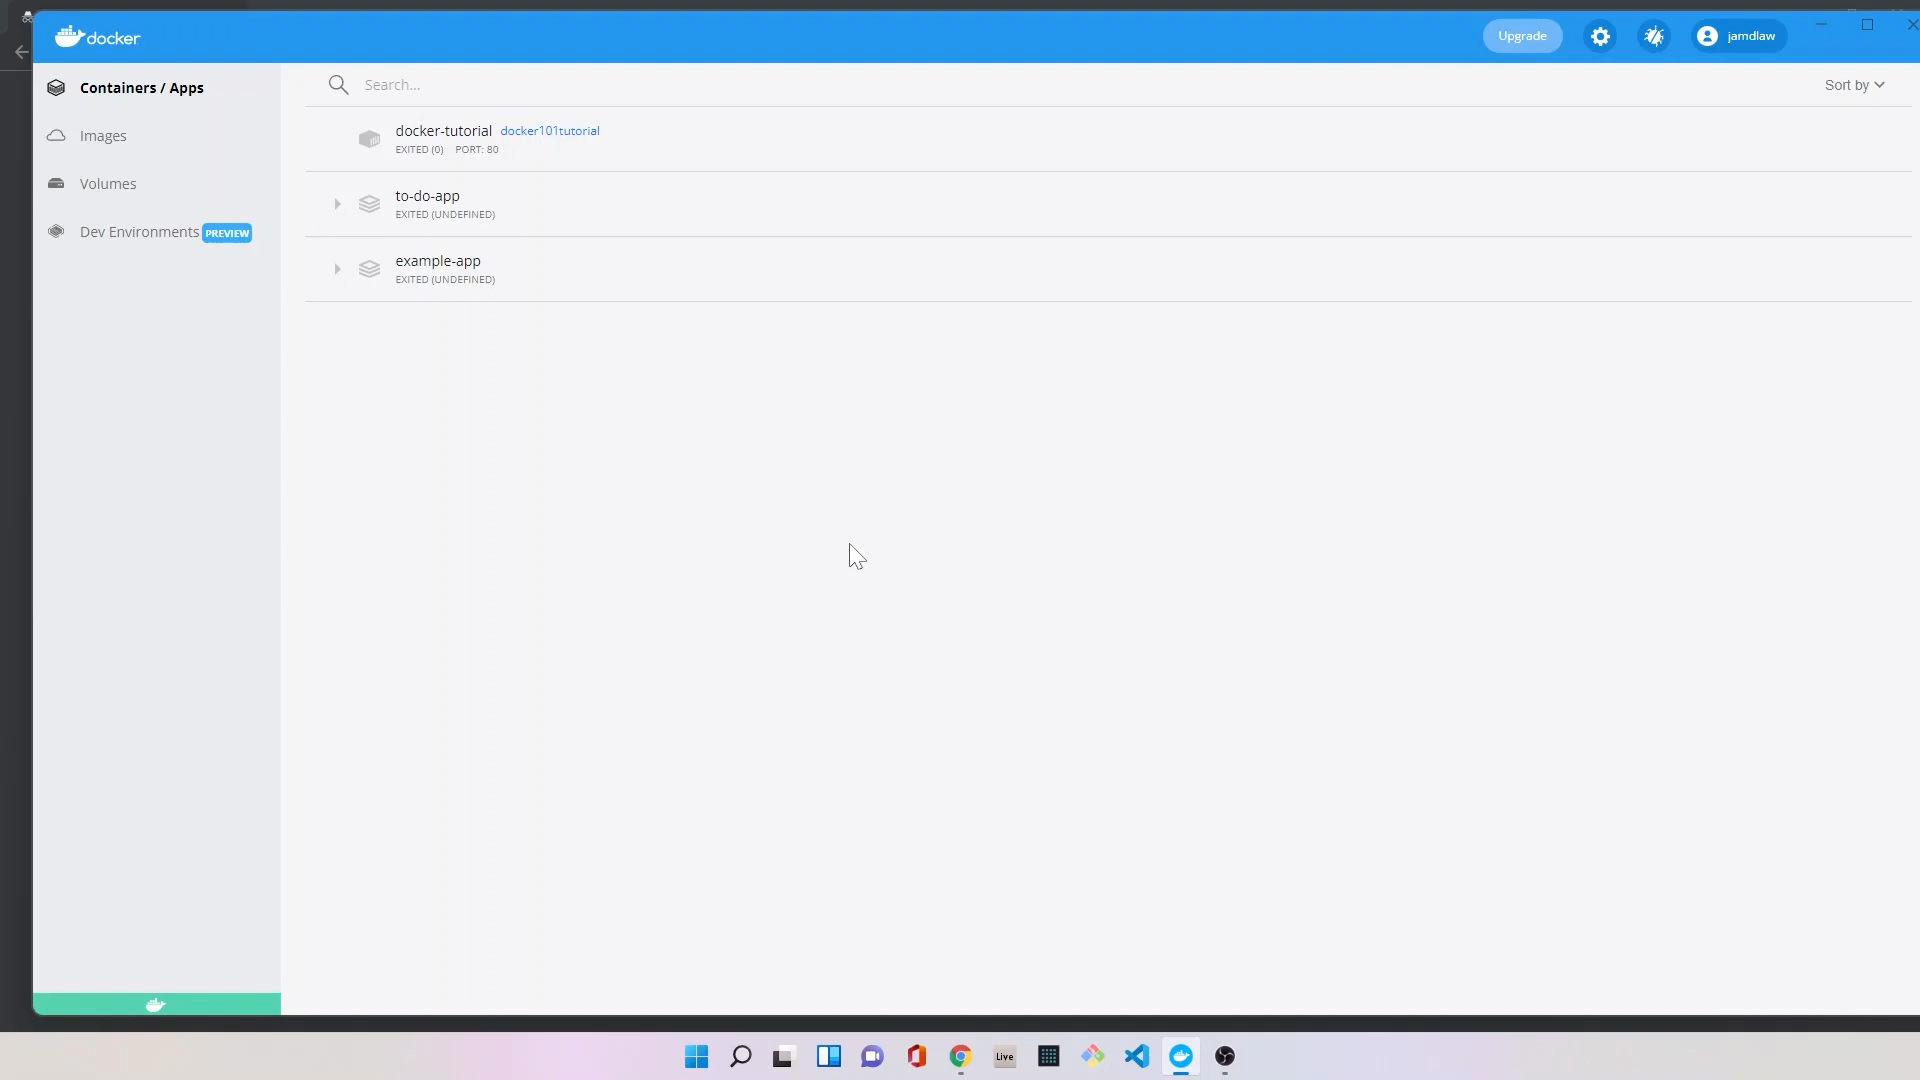 docker
Upgrade
jamdlaw
Containers / Apps
Images
Volumes
Dev Environments PREVIEW
Search...
Sort by
docker-tutorial docker101tutorial
EXITED (0) PORT: 80
to-do-app
EXITED (UNDEFINED)
example-app
EXITED (UNDEFINED)
Live